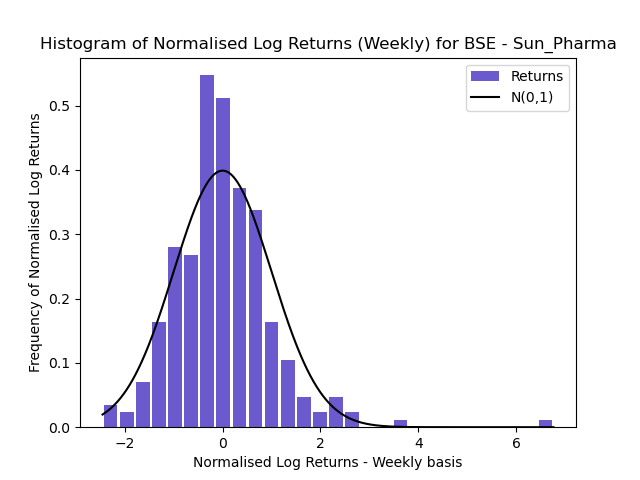 Histogram of Normalised Log Returns (Weekly) for BSE - Sun_Pharma
Returns
N(0,1)
Frequency of Normalised Log Returns
0.5
0.4
0.3
0.2
0.1
0.0
−2
0
2
4
6
Normalised Log Returns - Weekly basis